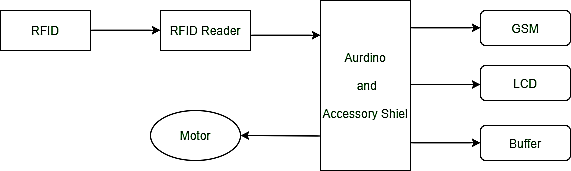 RFID
RFID Reader
Aurdino
and
Accessory Shiel
GSM
LCD
Motor
Buffer